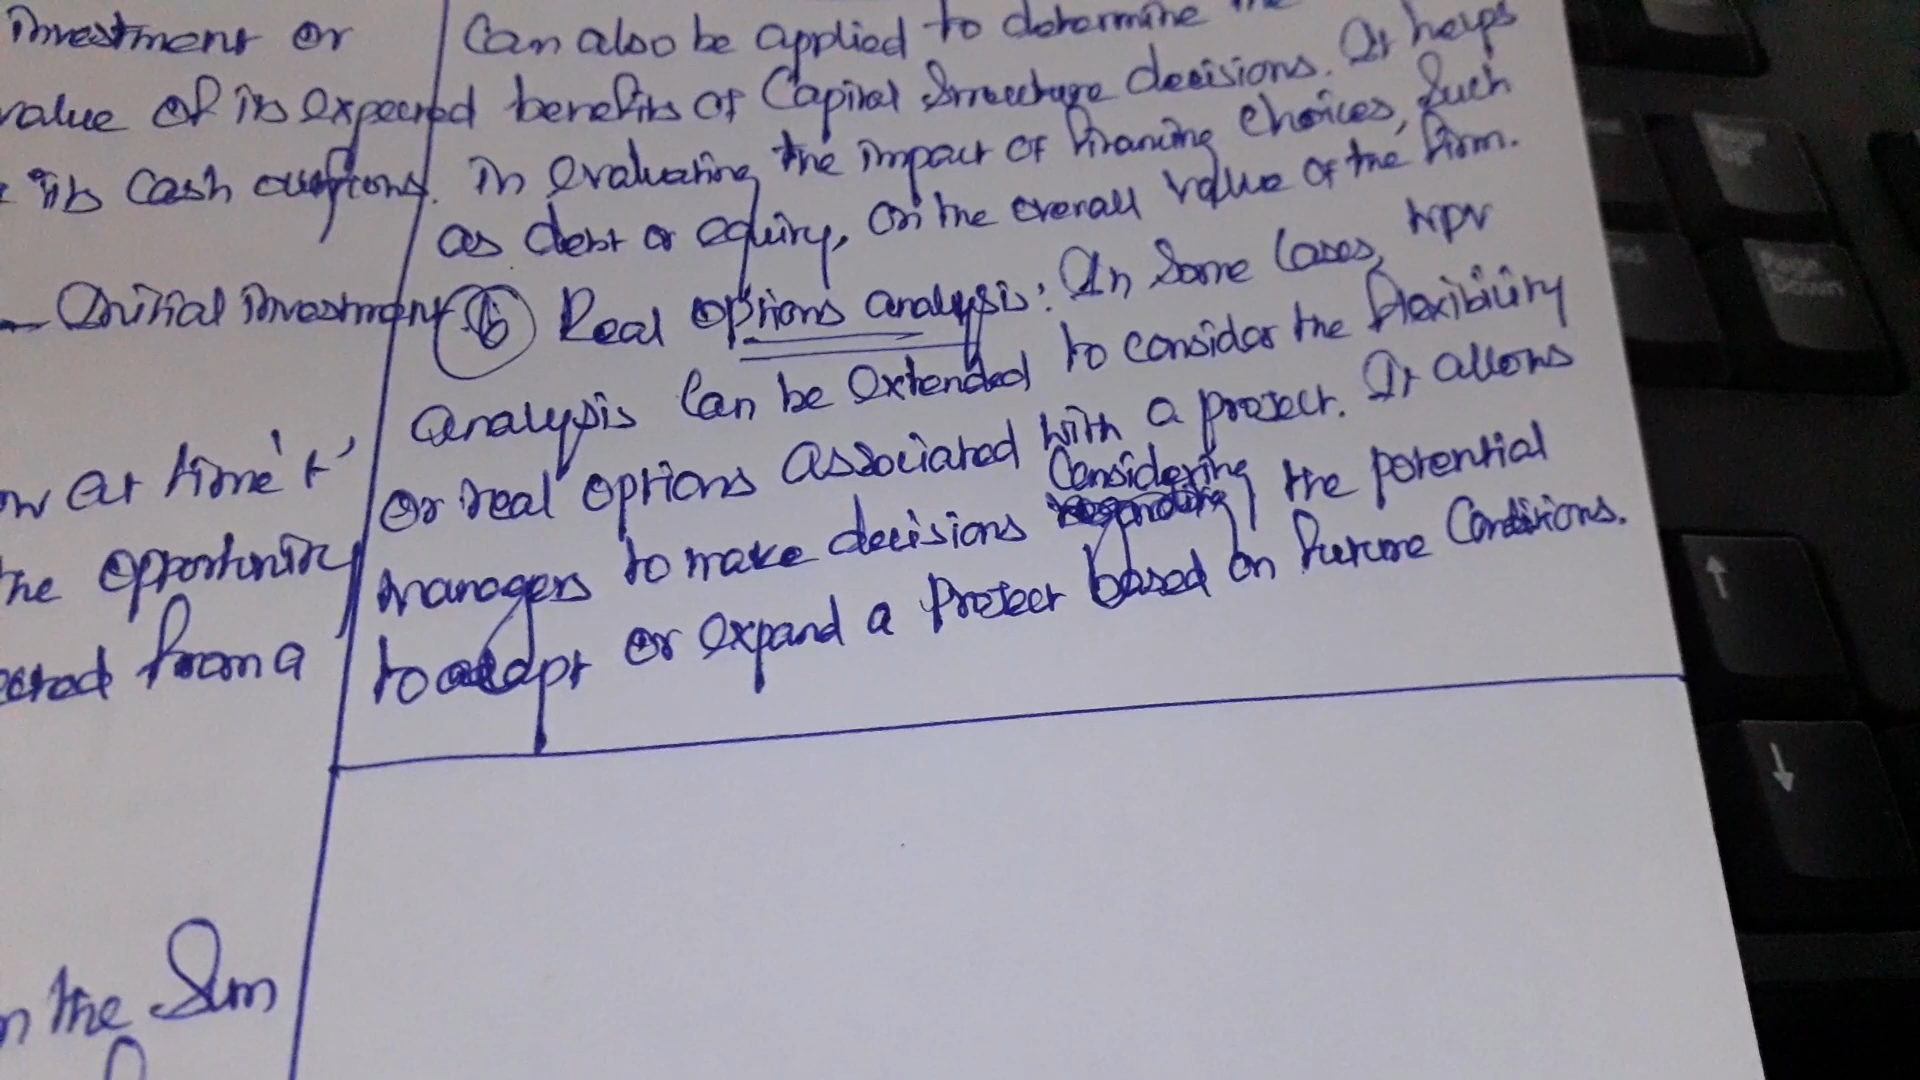 investment or
value of its expected
its cash outflows.
- Initial investment
at time 't'
the opportunity
from a
the Sum
Can also be applied to determine the
benefits of Capital Structure decisions. It helps
in evaluating the impact of financing choices, Such
as debt or equity, on the overall value of the firm.
⑥ Real options analysis: In Some Cases, NPV
analysis Can be extended to consider the flexibility
or real options associated with a project. It allows
managers to make decisions Considering the potential
to adapt or expand a Project based on future Conditions.
Page Down
↑
↓